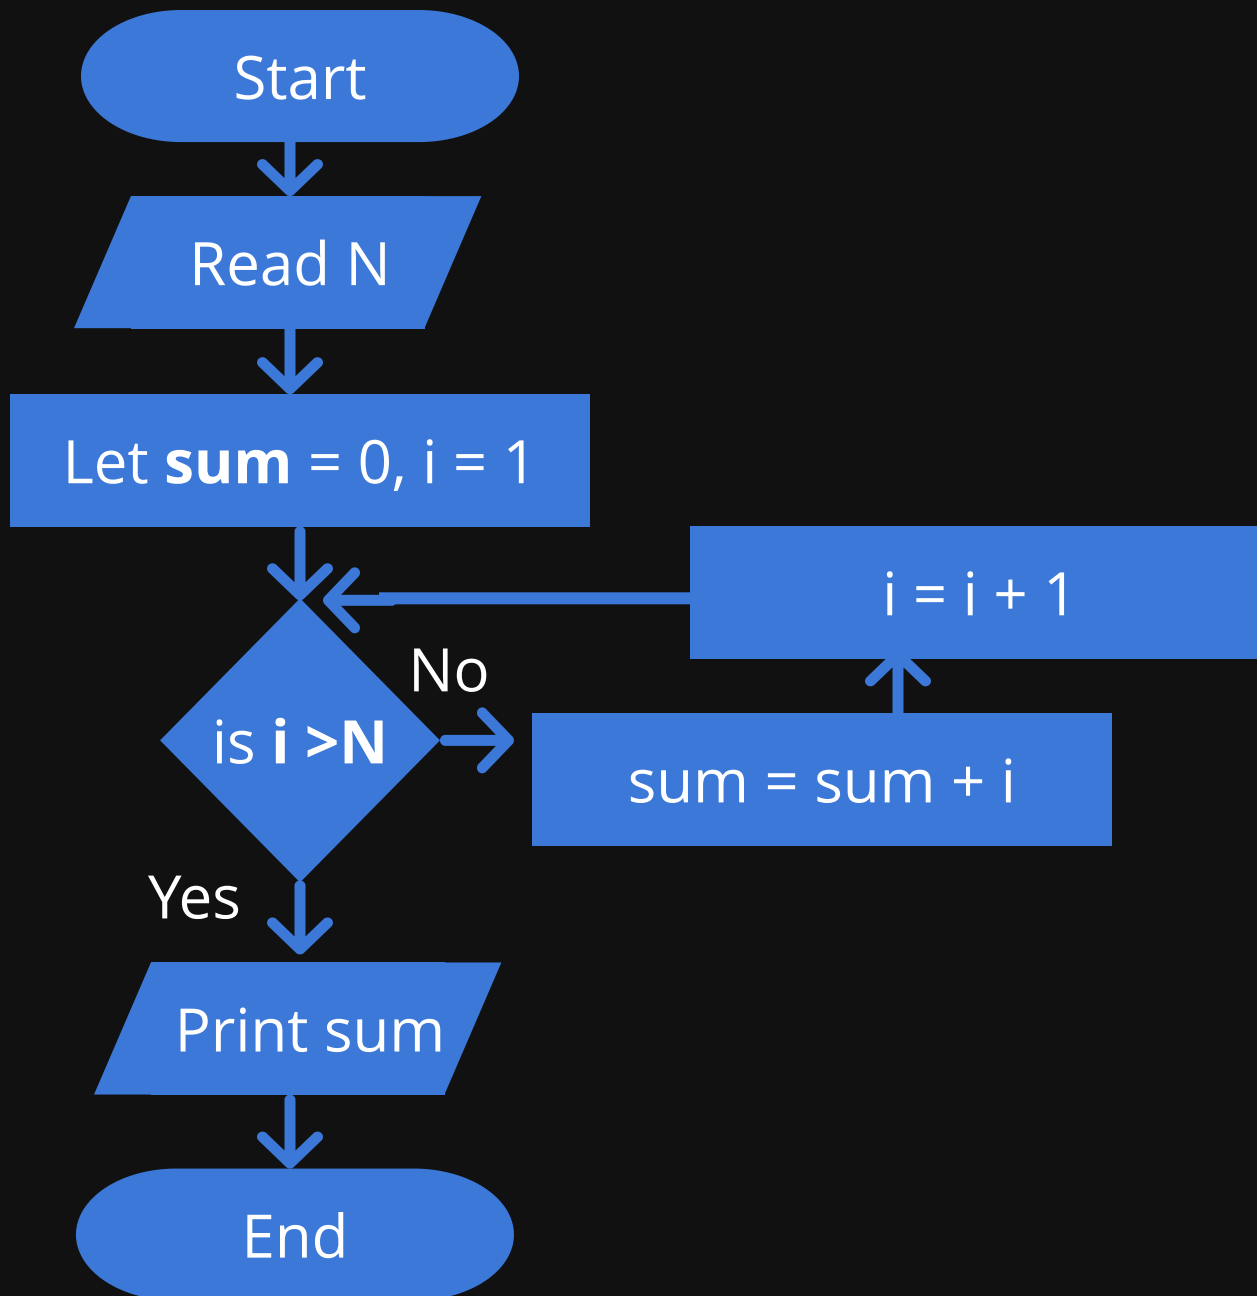 Start
Read N
Let sum = 0, i = 1
i = i + 1
No
is i >N
sum = sum + i
Yes
Print sum
End